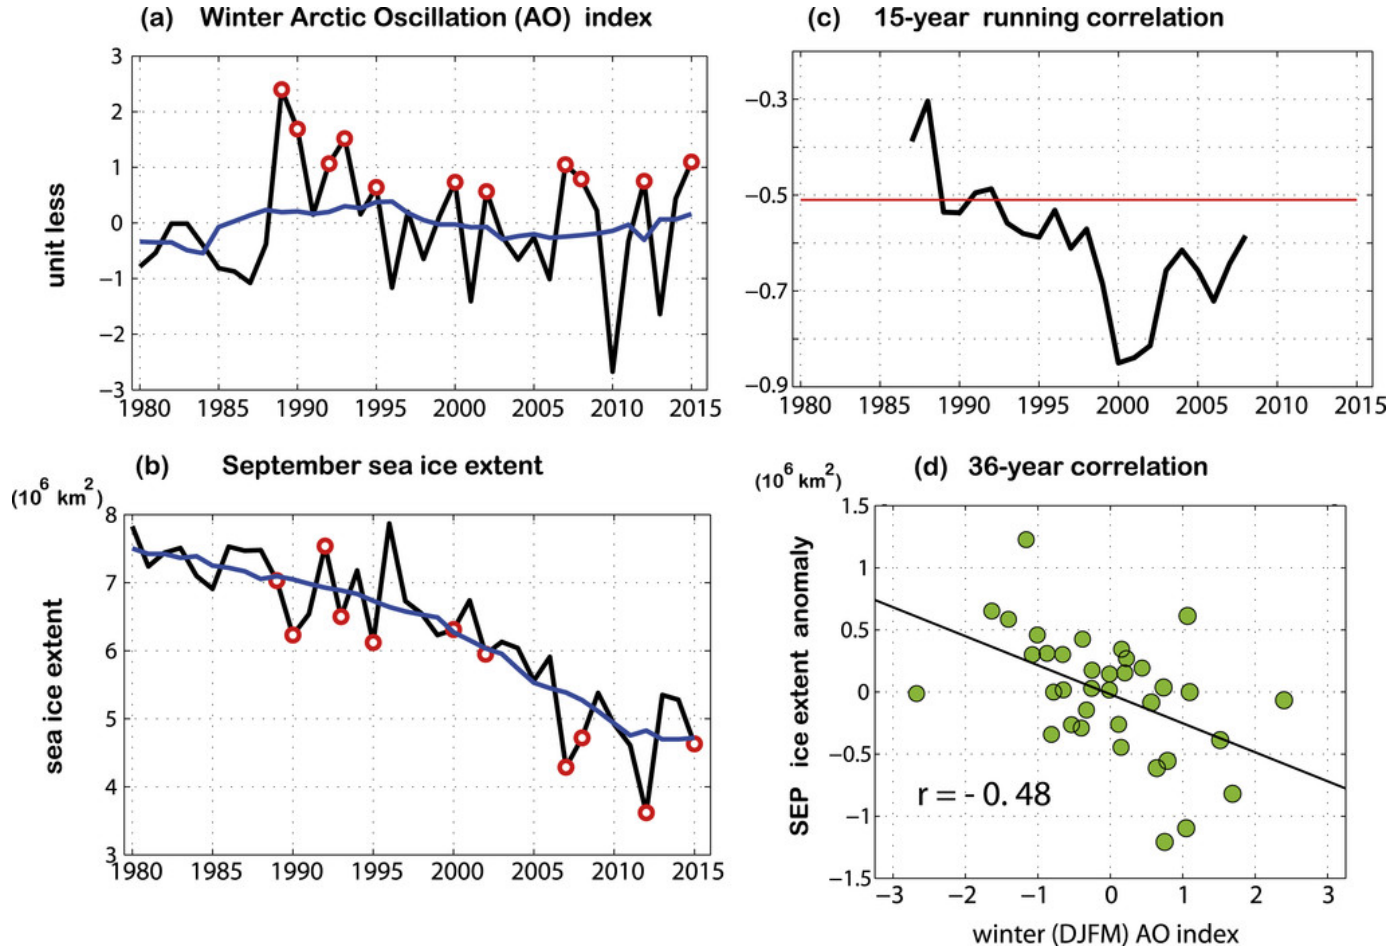 (a) Winter Arctic Oscillation (AO) index
3
2
1
0
−1
−2
−3
unit less
1980 1985 1990 1995 2000 2005 2010 2015
(c) 15-year running correlation
−0.3
−0.5
−0.7
−0.9
1980 1985 1990 1995 2000 2005 2010 2015
(b) September sea ice extent
(10⁶ km²)
8
7
6
5
4
3
sea ice extent
1980 1985 1990 1995 2000 2005 2010 2015
(d) 36-year correlation
(10⁶ km²)
1.5
1
0.5
0
−0.5
−1
−1.5
SEP ice extent anomaly
r = - 0. 48
−3 −2 −1 0 1 2 3
winter (DJFM) AO index